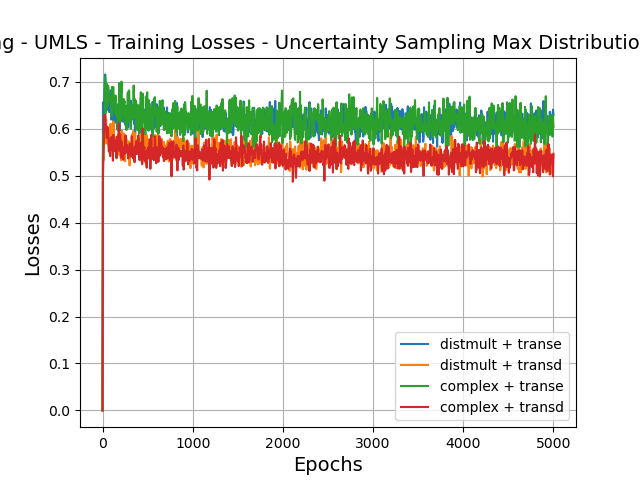 - UMLS - Training Losses - Uncertainty Sampling Max
0.7
0.6
0.5
0.4
0.3
0.2
0.1
0.0
Losses
distmult + transe
distmult + transd
complex + transe
complex + transd
0 1000 2000 3000 4000 5000
Epochs